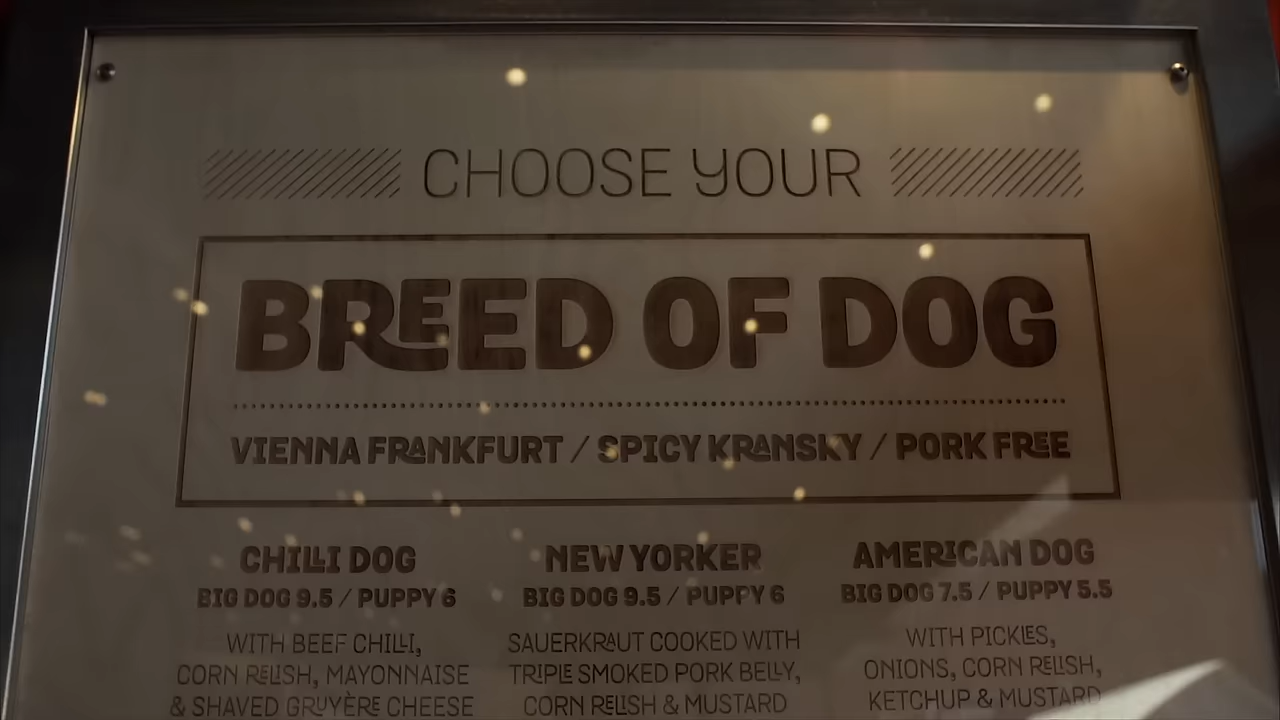 CHOOSE YOUR
BREED OF DOG
VIENNA FRANKFURT / SPICY KRANSKY / PORK FREE
CHILLI DOG
BIG DOG 9.5 / PUPPY 6
WITH BEEF CHILLI,
CORN RELISH, MAYONNAISE
& SHAVED GRUYÈRE CHEESE
NEW YORKER
BIG DOG 9.5 / PUPPY 6
SAUERKRAUT COOKED WITH
TRIPLE SMOKED PORK BELLY,
CORN RELISH & MUSTARD
AMERICAN DOG
BIG DOG 7.5 / PUPPY 5.5
WITH PICKLES,
ONIONS, CORN RELISH,
KETCHUP & MUSTARD